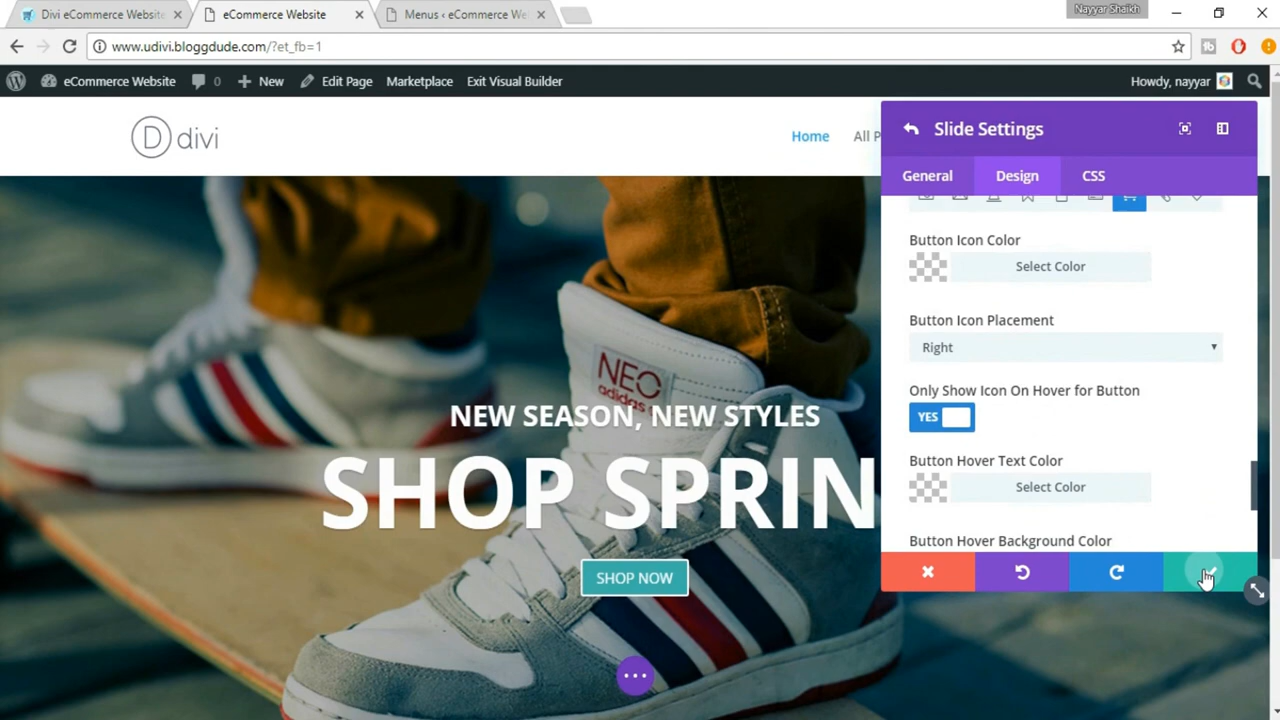 Divi eCommerce Website
eCommerce Website
Menus ‹ eCommerce We
Nayyar Shaikh
www.udivi.bloggdude.com/?et_fb=1
eCommerce Website
0
New
Edit Page
Marketplace
Exit Visual Builder
Howdy, nayyar
D divi
Home
All P
Slide Settings
General
Design
CSS
Button Icon Color
Select Color
Button Icon Placement
Right
Only Show Icon On Hover for Button
YES
Button Hover Text Color
Select Color
Button Hover Background Color
NEO
adidas
NEW SEASON, NEW STYLES
SHOP SPRIN
SHOP NOW